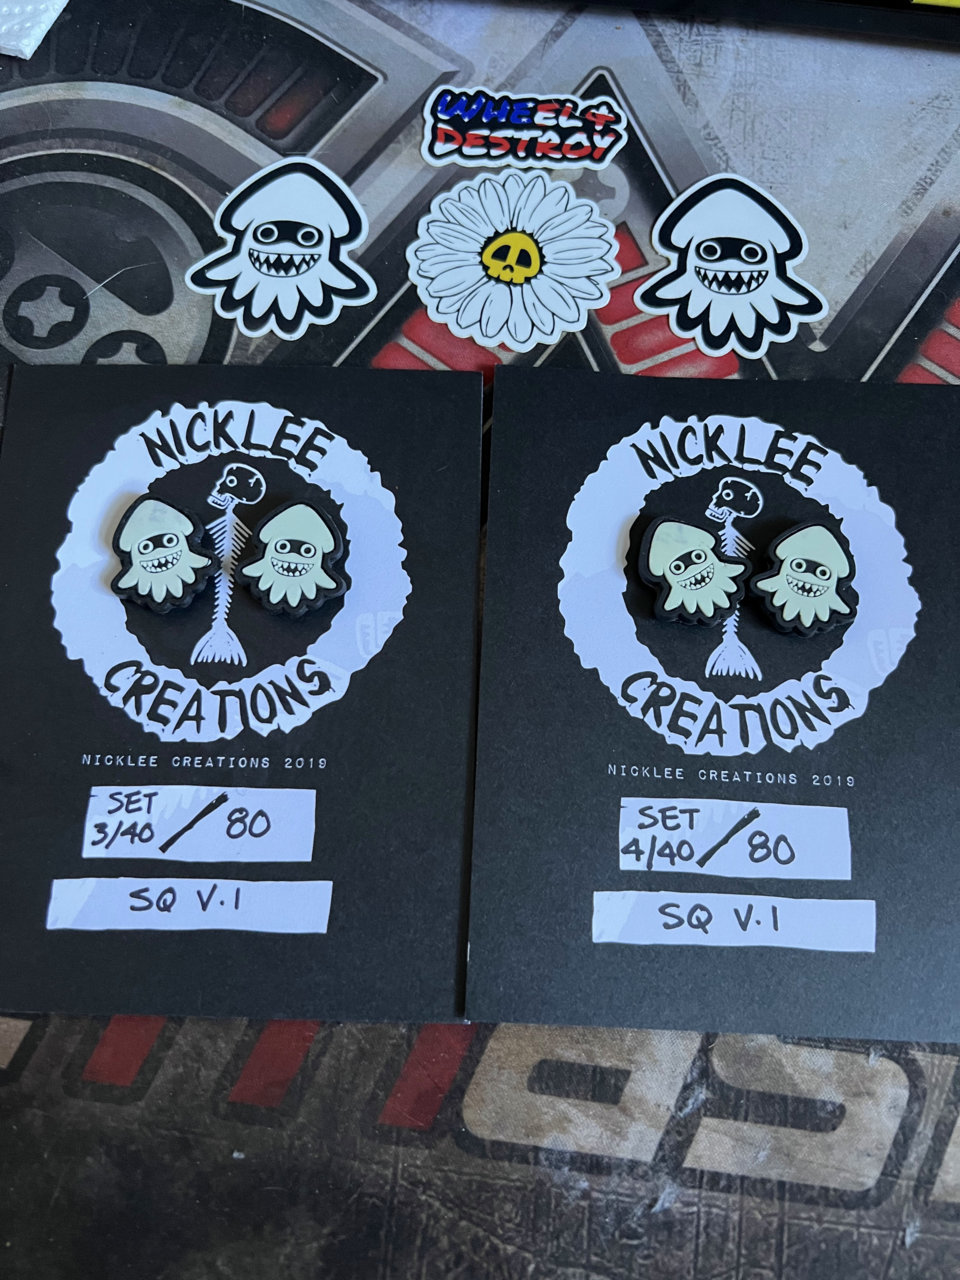 WHEEL &
DESTROY
NICKLEE
CREATIONS
NICKLEE CREATIONS 2019
SET
3/40 / 80
SQ V.1
NICKLEE
CREATIONS
NICKLEE CREATIONS 2019
SET
4/40 / 80
SQ V.1